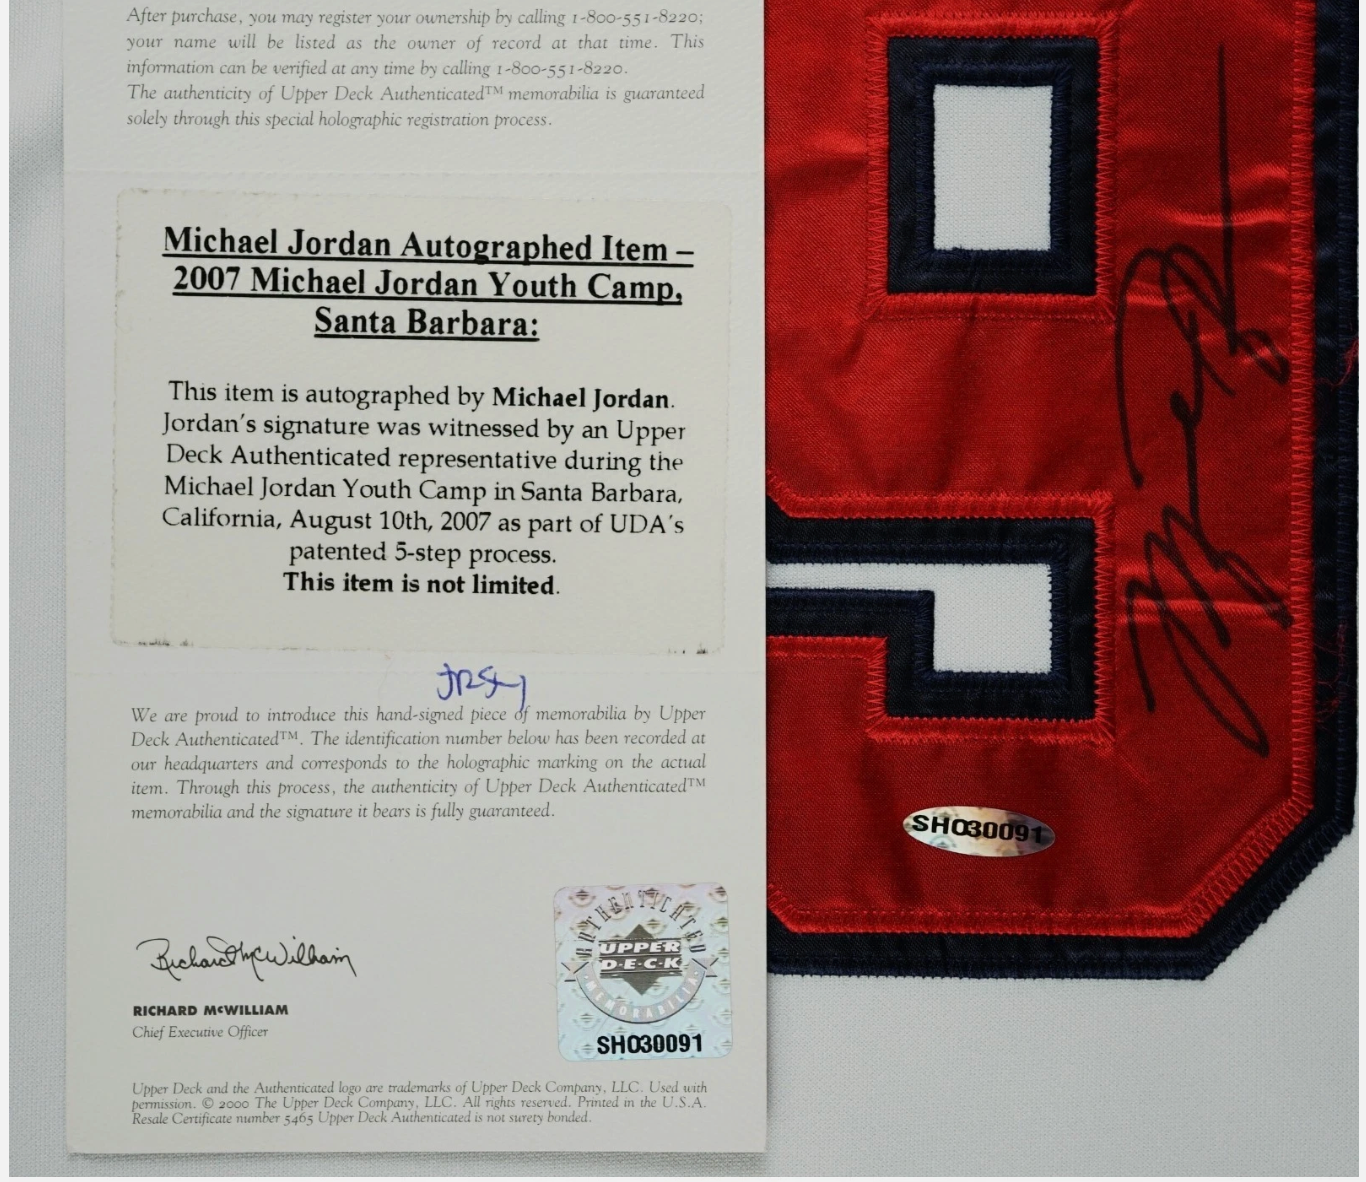 After purchase, you may register your ownership by calling 1-800-551-8220;
your name will be listed as the owner of record at that time. This
information can be verified at any time by calling 1-800-551-8220.
The authenticity of Upper Deck Authenticated™ memorabilia is guaranteed
solely through this special holographic registration process.
Michael Jordan Autographed Item –
2007 Michael Jordan Youth Camp,
Santa Barbara:
This item is autographed by Michael Jordan.
Jordan's signature was witnessed by an Upper
Deck Authenticated representative during the
Michael Jordan Youth Camp in Santa Barbara,
California, August 10th, 2007 as part of UDA's
patented 5-step process.
This item is not limited.
We are proud to introduce this hand-signed piece of memorabilia by Upper
Deck Authenticated™. The identification number below has been recorded at
our headquarters and corresponds to the holographic marking on the actual
item. Through this process, the authenticity of Upper Deck Authenticated™
memorabilia and the signature it bears is fully guaranteed.
Richard McWilliam
RICHARD McWILLIAM
Chief Executive Officer
AUTHENTICATED
UPPER
D·E·C·K
MEMORABILIA
SHO30091
Upper Deck and the Authenticated logo are trademarks of Upper Deck Company, LLC. Used with
permission. © 2000 The Upper Deck Company, LLC. All rights reserved. Printed in the U.S.A.
Resale Certificate number 5465 Upper Deck Authenticated is not surety bonded.
SHO30091